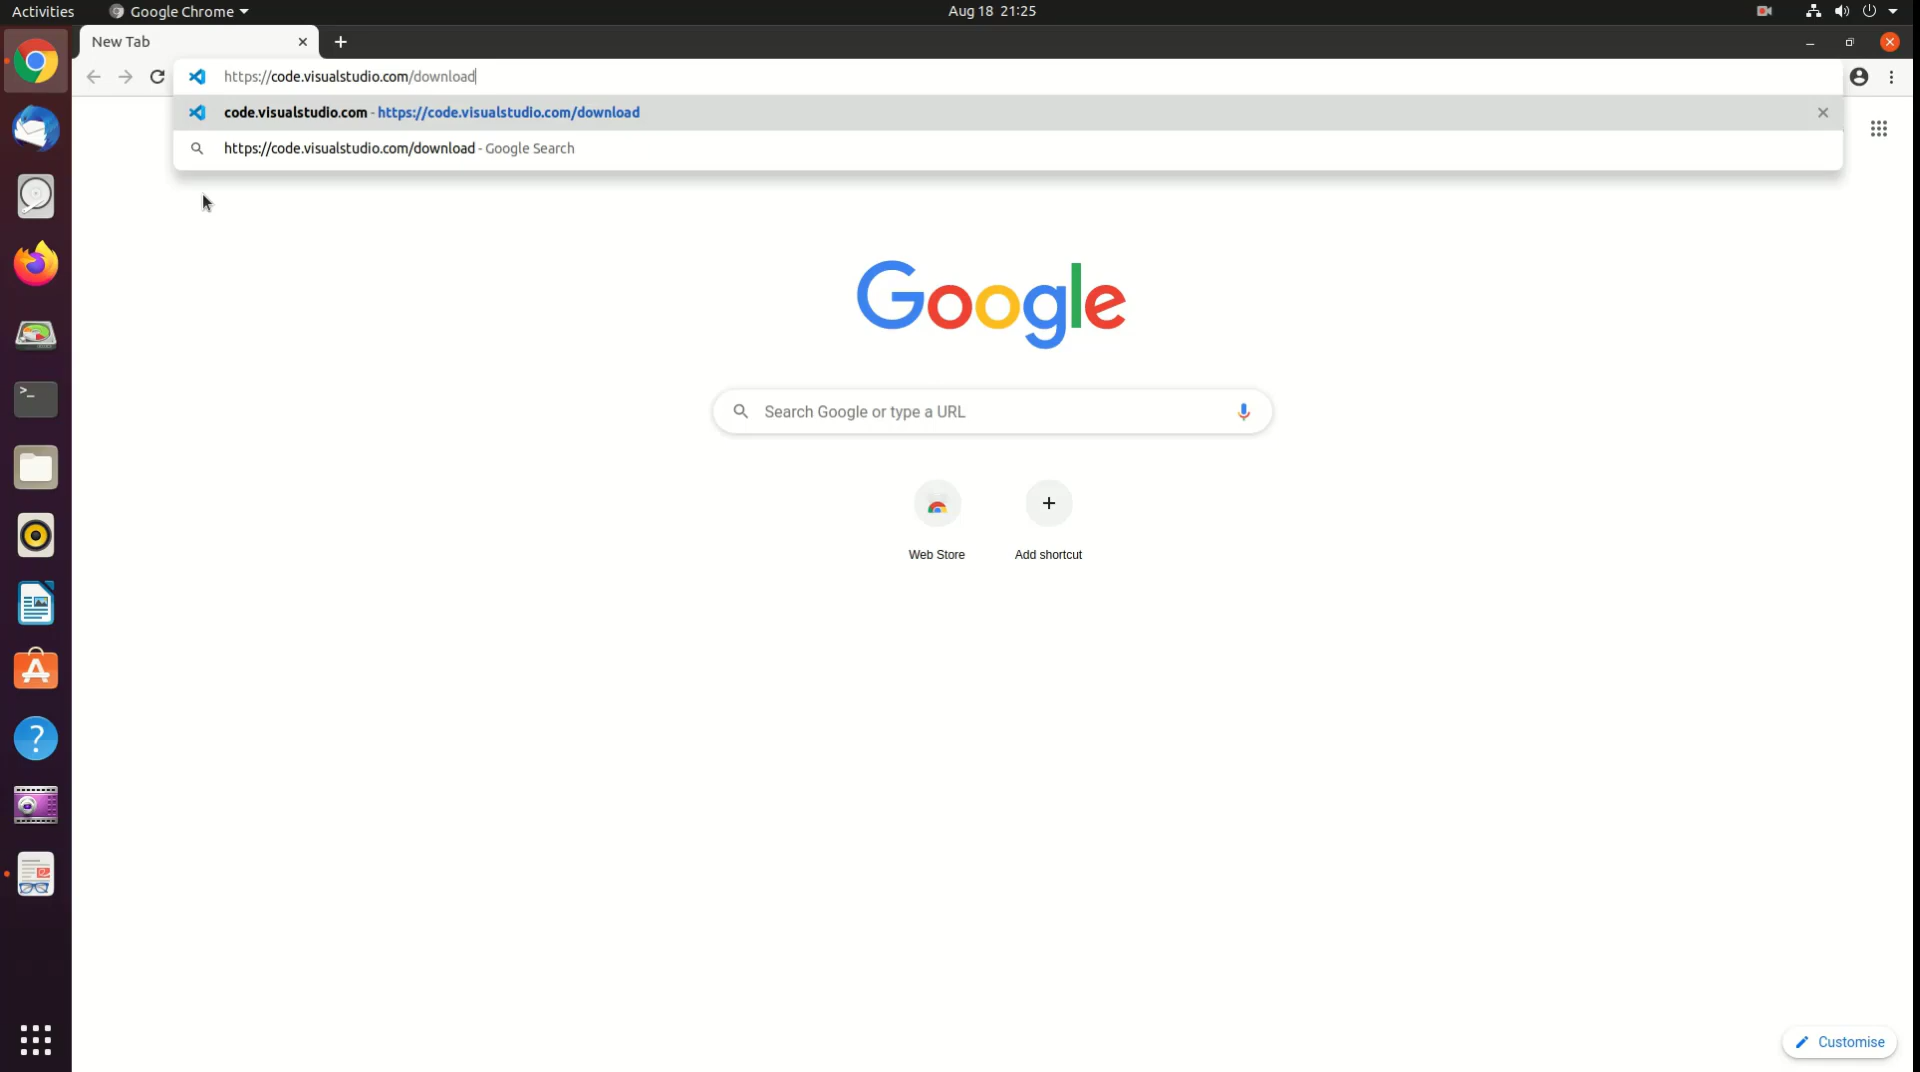 Activities
Google Chrome
Aug 18 21:25
New Tab
https://code.visualstudio.com/download
code.visualstudio.com - https://code.visualstudio.com/download
https://code.visualstudio.com/download - Google Search
Google
Search Google or type a URL
Web Store
Add shortcut
Customise